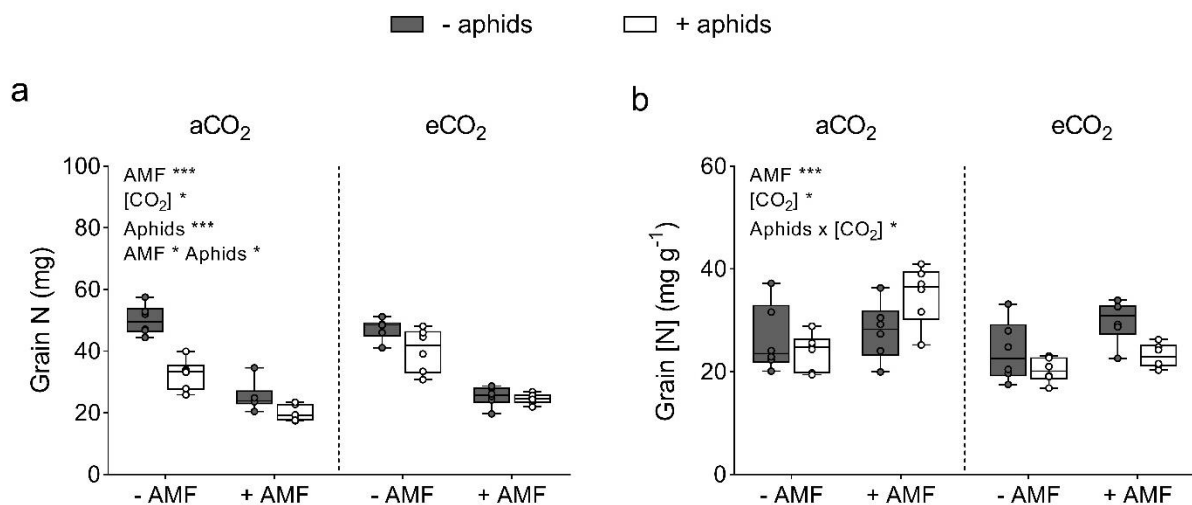 - aphids + aphids
a
aCO₂ eCO₂
Grain N (mg)
100
80
60
40
20
0
AMF ***
[CO₂] *
Aphids ***
AMF * Aphids *
- AMF + AMF - AMF + AMF
b
aCO₂ eCO₂
Grain [N] (mg g⁻¹)
60
40
20
0
AMF ***
[CO₂] *
Aphids x [CO₂] *
- AMF + AMF - AMF + AMF